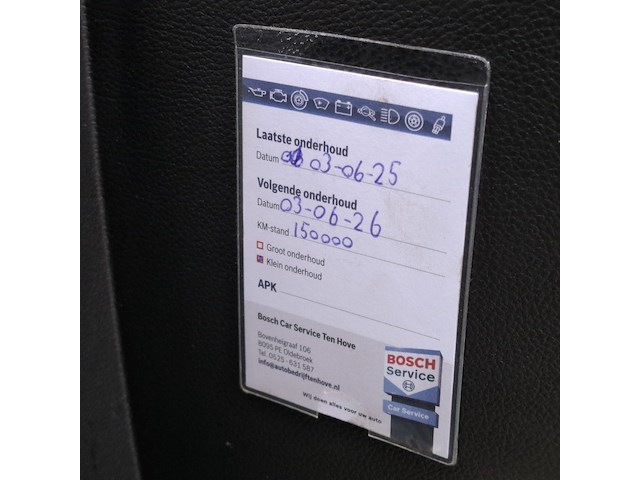 Laatste onderhoud
Datum 03-06-25
Volgende onderhoud
Datum 03-06-26
KM-stand 150000
Groot onderhoud
Klein onderhoud
APK
Bosch Car Service Ten Hove
Bovenheigraaf 106
8095 PE Oldebroek
Tel. 0525 - 631 587
info@autobedrijftenhove.nl
BOSCH
Service
Car Service
Wij doen alles voor uw auto